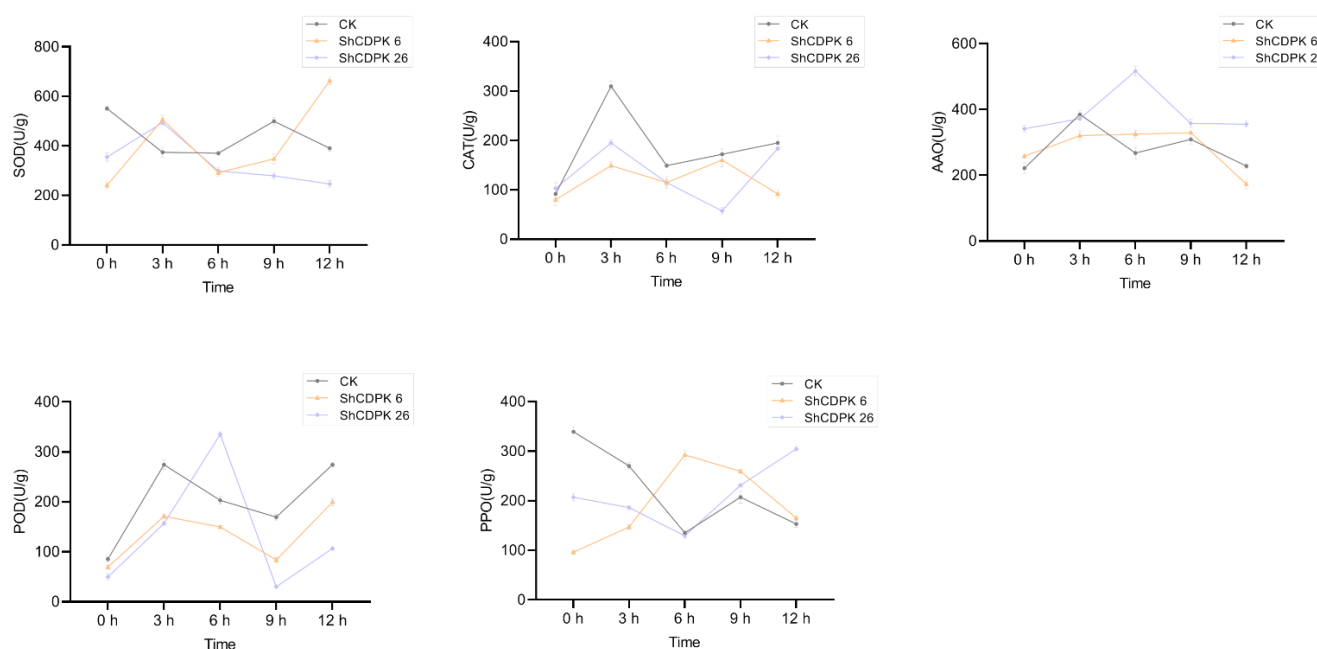 CK
ShCDPK 6
ShCDPK 26
800
600
400
200
0
SOD(U/g)
0 h 3 h 6 h 9 h 12 h
Time
CK
ShCDPK 6
ShCDPK 26
400
300
200
100
0
CAT(U/g)
0 h 3 h 6 h 9 h 12 h
Time
CK
ShCDPK 6
ShCDPK 2
600
400
200
0
AAO(U/g)
0 h 3 h 6 h 9 h 12 h
Time
CK
ShCDPK 6
ShCDPK 26
400
300
200
100
0
POD(U/g)
0 h 3 h 6 h 9 h 12 h
Time
CK
ShCDPK 6
ShCDPK 26
400
300
200
100
0
PPO(U/g)
0 h 3 h 6 h 9 h 12 h
Time